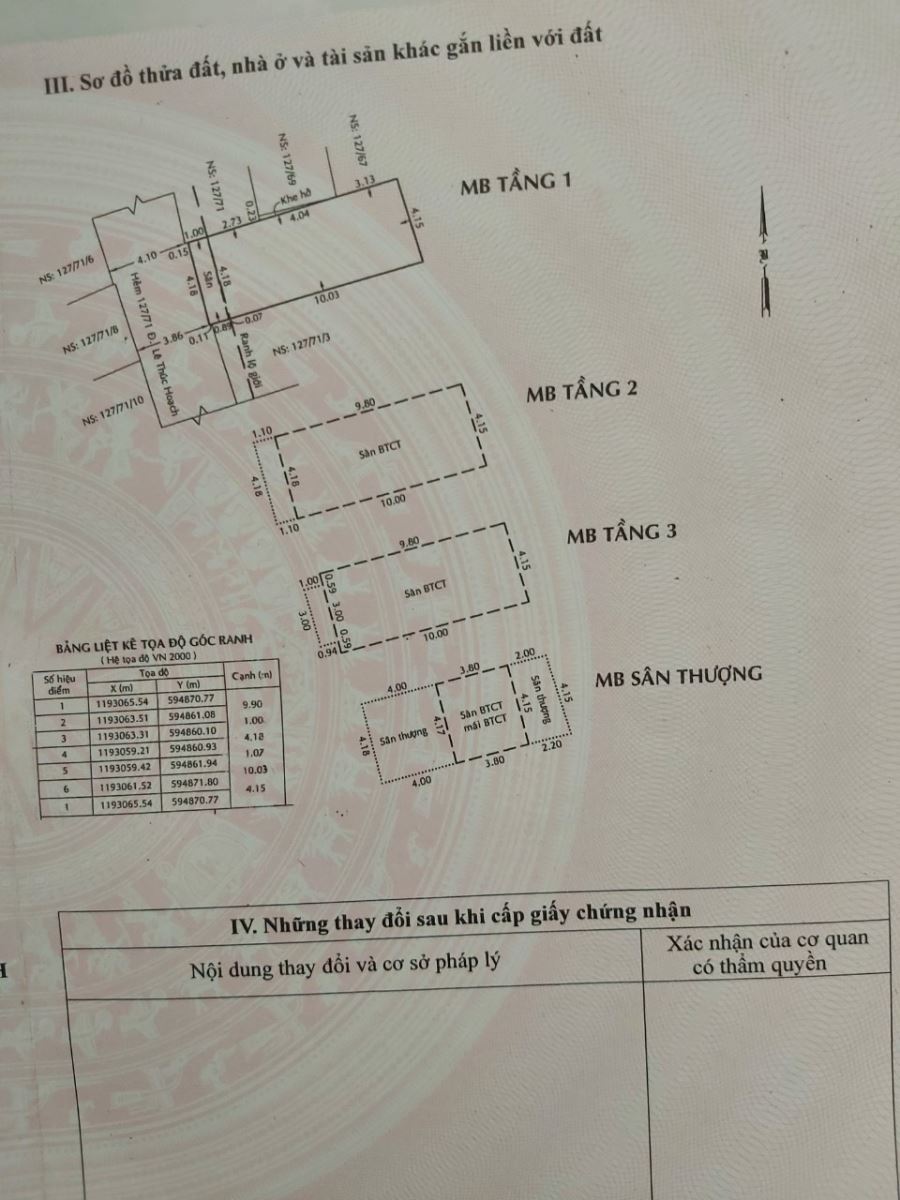 III. Sơ đồ thửa đất, nhà ở và tài sản khác gắn liền với đất
MB TẦNG 1
NS: 127/71
NS: 127/69
NS: 127/67
Khe hở
3.13
0.23
4.04
2.73
1.00
0.15
4.10
4.15
4.18
Sân
4.18
10.03
0.07
0.89
0.11
3.86
NS: 127/71/6
NS: 127/71/8
NS: 127/71/10
NS: 127/71/3
Hẻm 127/71 Đ. Lê Thúc Hoạch
Ranh lộ giới
MB TẦNG 2
9.80
1.10
4.15
4.18
4.18
Sàn BTCT
10.00
1.10
MB TẦNG 3
9.80
1.00
0.59
4.15
3.00
3.00
0.59
Sàn BTCT
0.94
10.00
MB SÂN THƯỢNG
2.00
3.80
4.00
4.15
Sân thượng
4.15
Sàn BTCT
mái BTCT
4.17
Sân thượng
4.18
2.20
3.80
4.00
BẢNG LIỆT KÊ TỌA ĐỘ GÓC RANH
( Hệ tọa độ VN 2000 )
Số hiệu điểm Tọa độ Cạnh (m)
X (m) Y (m)
1 1193065.54 594870.77
9.90
2 1193063.51 594861.08
1.00
3 1193063.31 594860.10
4.18
4 1193059.21 594860.93
1.07
5 1193059.42 594861.94
10.03
6 1193061.52 594871.80
4.15
1 1193065.54 594870.77
IV. Những thay đổi sau khi cấp giấy chứng nhận
Nội dung thay đổi và cơ sở pháp lý
Xác nhận của cơ quan
có thẩm quyền